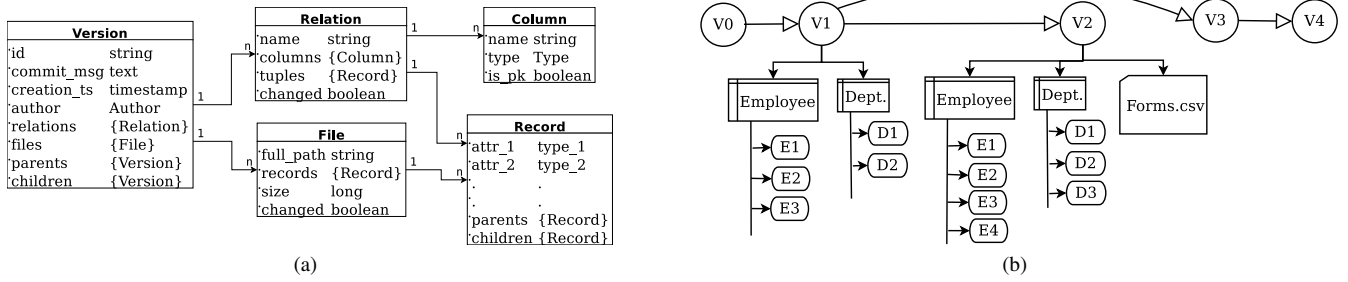 Version
id string
commit_msg text
creation_ts timestamp
author Author
relations {Relation}
files {File}
parents {Version}
children {Version}
1
1
n
n
Relation
name string
columns {Column}
tuples {Record}
changed boolean
1
1
n
n
File
full_path string
records {Record}
size long
changed boolean
1
n
Column
name string
type Type
is_pk boolean
Record
attr_1 type_1
attr_2 type_2
. .
. .
parents {Record}
children {Record}
(a)
V0
V1
V2
V3
V4
Employee
Dept.
E1
E2
E3
D1
D2
Employee
Dept.
Forms.csv
E1
E2
E3
E4
D1
D2
D3
(b)